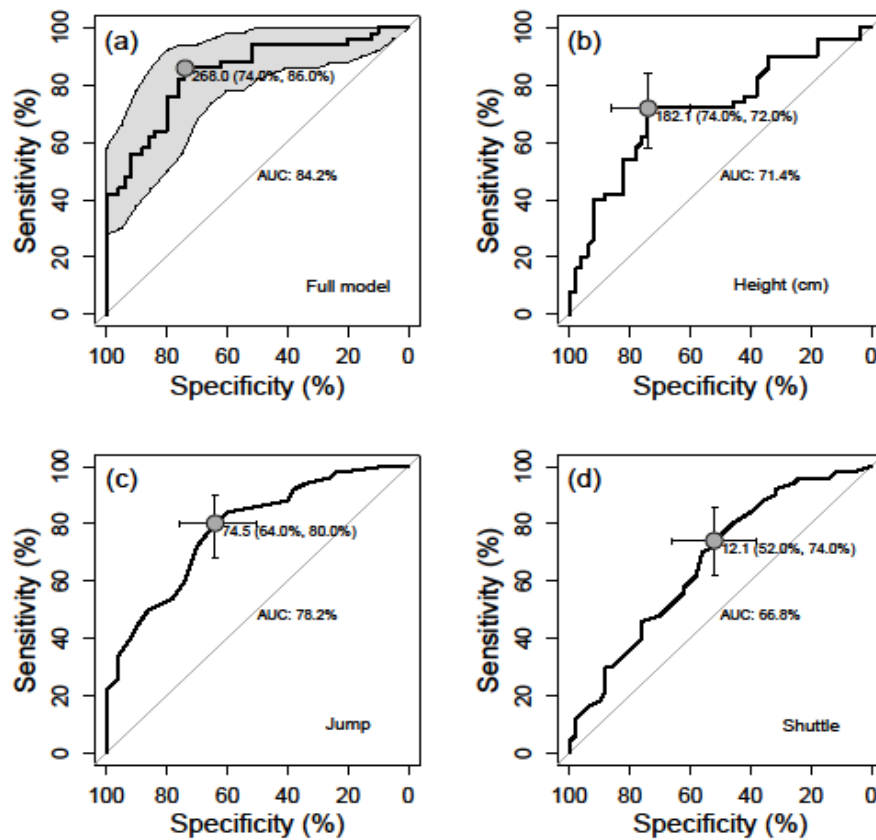 (a)
Sensitivity (%)
0 20 40 60 80 100
268.0 (74.0%, 86.0%)
AUC: 84.2%
Full model
100 80 60 40 20 0
Specificity (%)
(b)
Sensitivity (%)
0 20 40 60 80 100
182.1 (74.0%, 72.0%)
AUC: 71.4%
Height (cm)
100 80 60 40 20 0
Specificity (%)
(c)
Sensitivity (%)
0 20 40 60 80 100
74.5 (64.0%, 80.0%)
AUC: 78.2%
Jump
100 80 60 40 20 0
Specificity (%)
(d)
Sensitivity (%)
0 20 40 60 80 100
12.1 (52.0%, 74.0%)
AUC: 66.8%
Shuttle
100 80 60 40 20 0
Specificity (%)